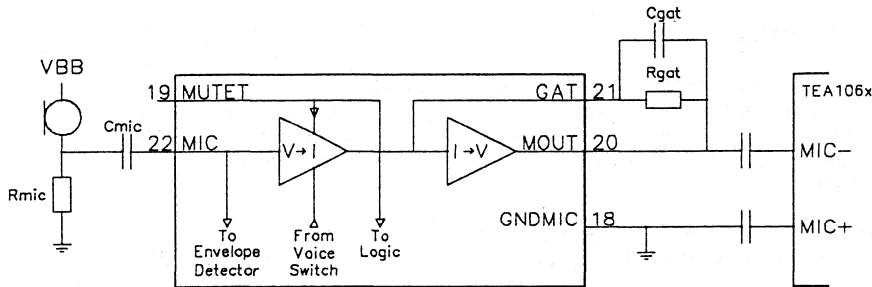 Cgat
VBB
Rgat
19 MUTET
GAT 21
TEA106x
Cmic
22 MIC
V→I
I→V
MOUT 20
MIC-
Rmic
GNDMIC 18
MIC+
To
Envelope
Detector
From
Voice
Switch
To
Logic